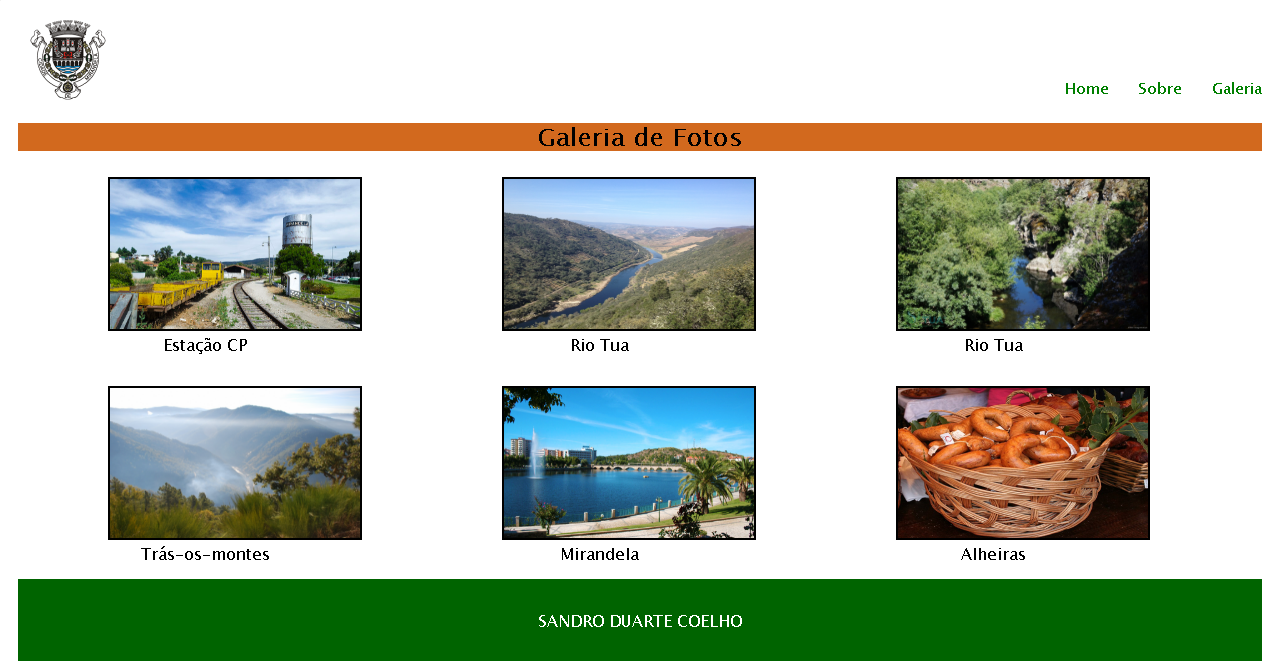 Home Sobre Galeria
Galeria de Fotos
Estação CP
Rio Tua
Rio Tua
Trás-os-montes
Mirandela
Alheiras
SANDRO DUARTE COELHO